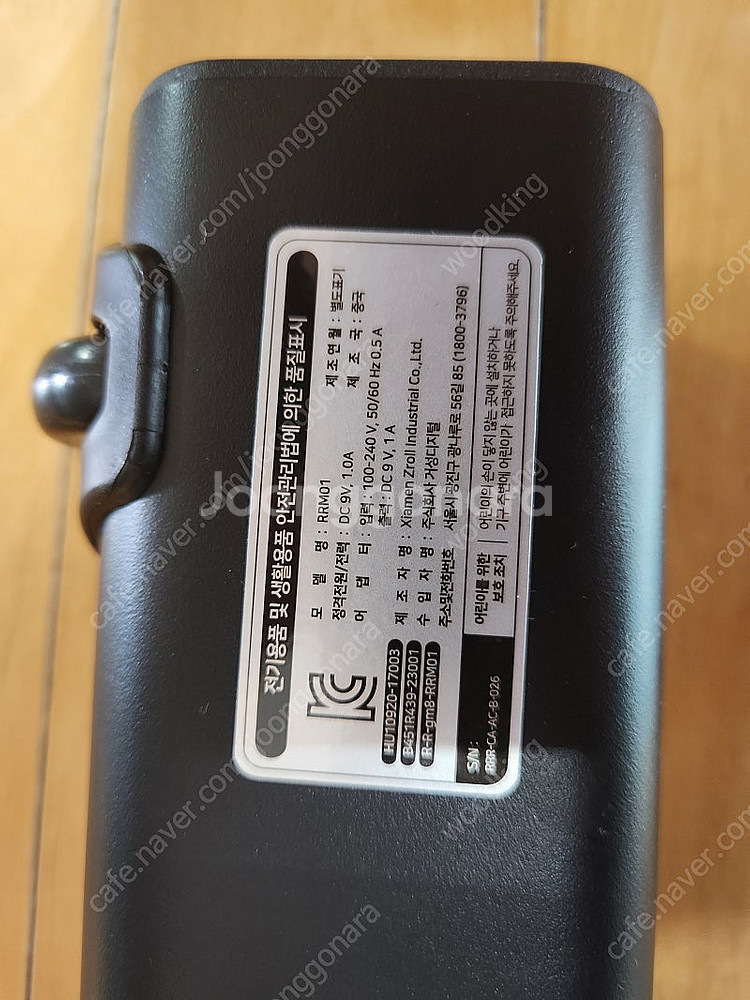 전기용품 및 생활용품 안전관리법에 의한 품질표시
모 델 명 : RRM01
제조연월 : 별도표기
정격전원/전력 : DC 9V, 1.0A
제 조 국 : 중국
어 댑 터 : 입력 : 100-240 V, 50/60 Hz 0.5 A
출력 : DC 9 V, 1 A
제 조 자 명 : Xiamen Zroll Industrial Co.,Ltd.
수 입 자 명 : 주식회사 거성디지털
주소및전화번호 서울시 광진구 광나루로 56길 85 (1800-3796)
HU10920-17003
B451R439-23001
R-R-gm8-RRM01
어린이를 위한
보호 조치
어린이의 손이 닿지 않는 곳에 설치하거나
기구 주변에 어린이가 접근하지 못하도록 주의해주세요.
S/N:
RRR-CA-AC-B-026
Joonggonara
cafe.naver.com/joonggonara
woodking